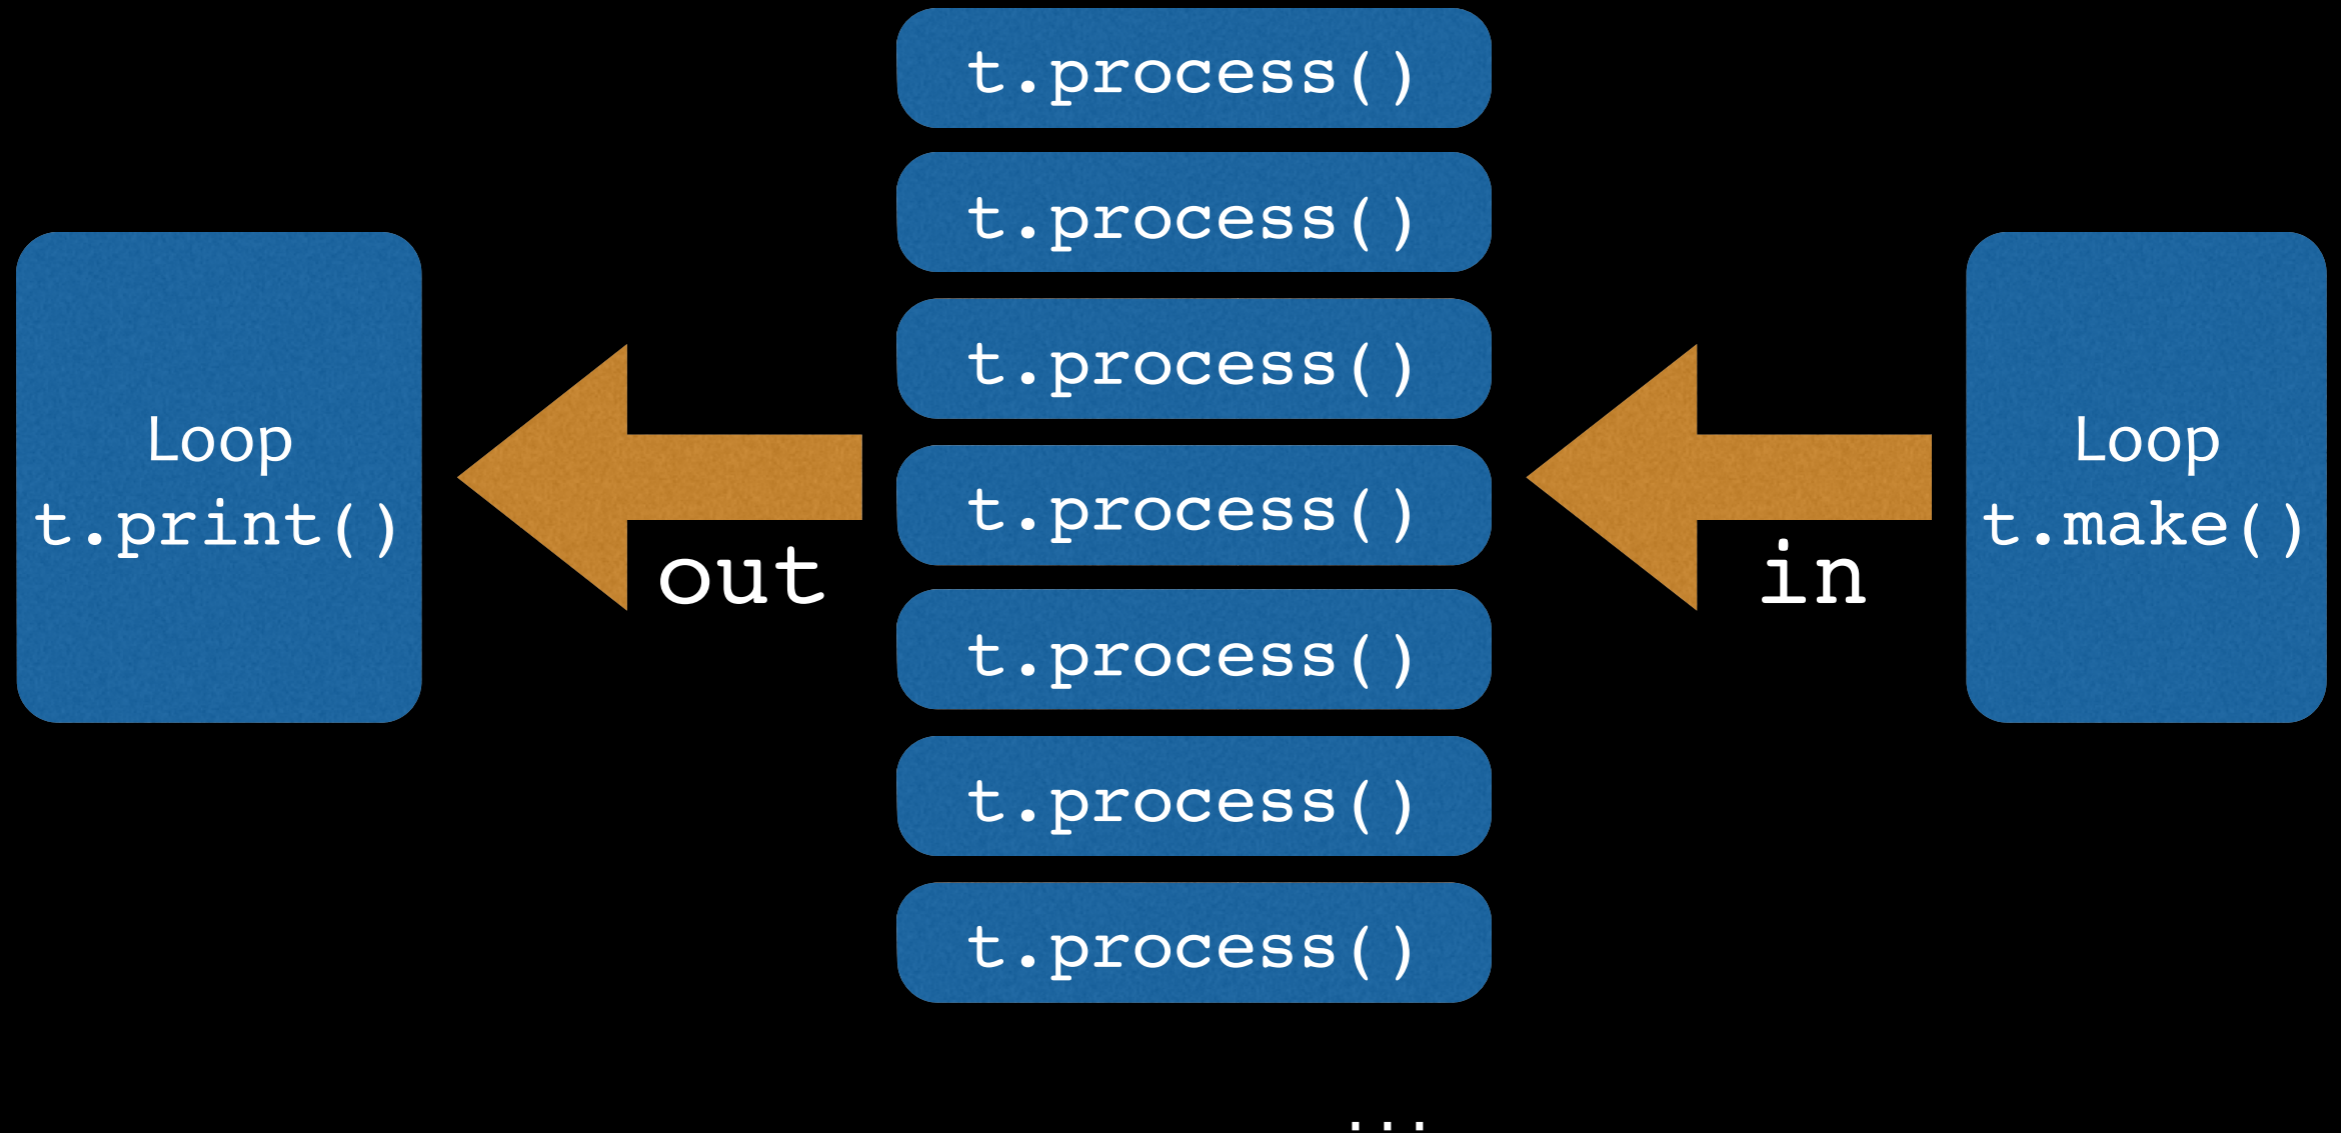 t.process()
t.process()
t.process()
Loop
t.print()
out
t.process()
t.process()
t.process()
t.process()
in
Loop
t.make()
...